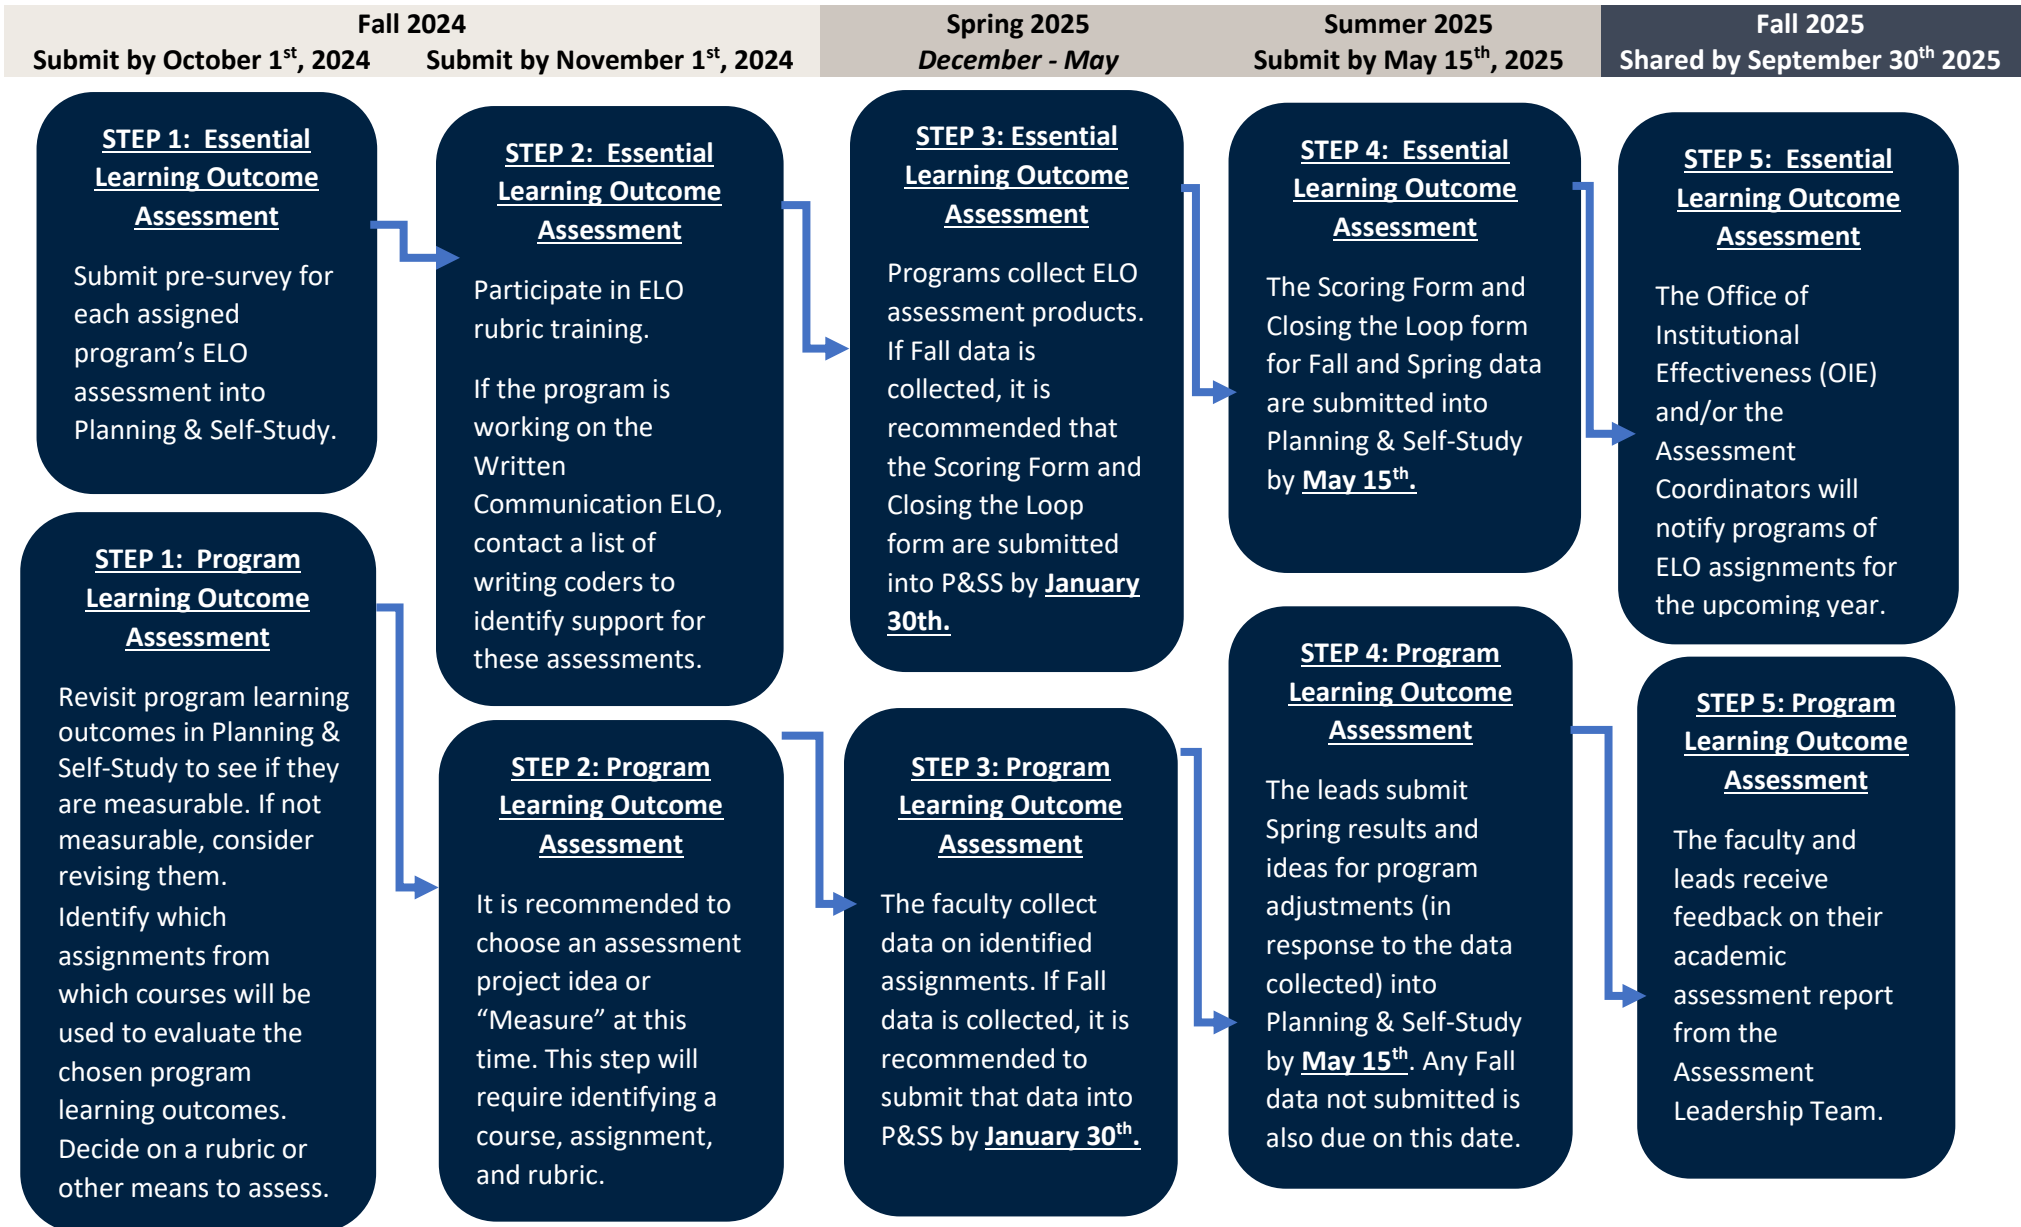 Fall 2024
Submit by October 1st, 2024
Submit by November 1st, 2024
Spring 2025
December - May
Summer 2025
Submit by May 15th, 2025
Fall 2025
Shared by September 30th 2025
STEP 1: Essential
Learning Outcome
Assessment
Submit pre-survey for
each assigned
program’s ELO
assessment into
Planning & Self-Study.
STEP 2: Essential
Learning Outcome
Assessment
Participate in ELO
rubric training.
If the program is
working on the
Written
Communication ELO,
contact a list of
writing coders to
identify support for
these assessments.
STEP 3: Essential
Learning Outcome
Assessment
Programs collect ELO
assessment products.
If Fall data is
collected, it is
recommended that
the Scoring Form and
Closing the Loop
form are submitted
into P&SS by January
30th.
STEP 4: Essential
Learning Outcome
Assessment
The Scoring Form and
Closing the Loop form
for Fall and Spring data
are submitted into
Planning & Self-Study
by May 15th.
STEP 5: Essential
Learning Outcome
Assessment
The Office of
Institutional
Effectiveness (OIE)
and/or the
Assessment
Coordinators will
notify programs of
ELO assignments for
the upcoming year.
STEP 1: Program
Learning Outcome
Assessment
Revisit program learning
outcomes in Planning &
Self-Study to see if they
are measurable. If not
measurable, consider
revising them.
Identify which
assignments from
which courses will be
used to evaluate the
chosen program
learning outcomes.
Decide on a rubric or
other means to assess.
STEP 2: Program
Learning Outcome
Assessment
It is recommended to
choose an assessment
project idea or
“Measure” at this
time. This step will
require identifying a
course, assignment,
and rubric.
STEP 3: Program
Learning Outcome
Assessment
The faculty collect
data on identified
assignments. If Fall
data is collected, it is
recommended to
submit that data into
P&SS by January 30th.
STEP 4: Program
Learning Outcome
Assessment
The leads submit
Spring results and
ideas for program
adjustments (in
response to the data
collected) into
Planning & Self-Study
by May 15th. Any Fall
data not submitted is
also due on this date.
STEP 5: Program
Learning Outcome
Assessment
The faculty and
leads receive
feedback on their
academic
assessment report
from the
Assessment
Leadership Team.